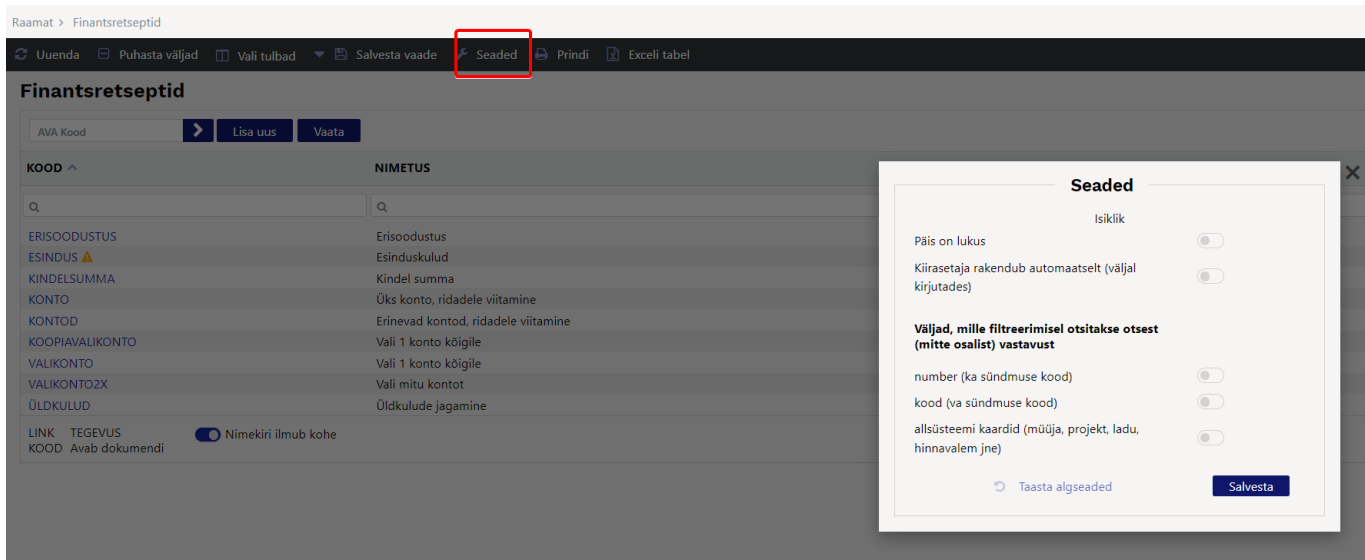 Raamat > Finantsretseptid
Uuenda Puhasta väljad Vali tulbad Salvesta vaade Seaded Prindi Exceli tabel
Finantsretseptid
AVA Kood Lisa uus Vaata
KOOD NIMETUS
ERISOODUSTUS Erisoodustus
ESINDUS Esinduskulud
KINDELSUMMA Kindel summa
KONTO Üks konto, ridadele viitamine
KONTOD Erinevad kontod, ridadele viitamine
KOOPIAVALIKONTO Vali 1 konto kõigile
VALIKONTO Vali 1 konto kõigile
VALIKONTO2X Vali mitu kontot
ÜLDKULUD Üldkulude jagamine
LINK TEGEVUS Nimekiri ilmub kohe
KOOD Avab dokumendi
Seaded
Isiklik
Päis on lukus
Kiirasetaja rakendub automaatselt (väljal
kirjutades)
Väljad, mille filtreerimisel otsitakse otsest
(mitte osalist) vastavust
number (ka sündmuse kood)
kood (va sündmuse kood)
allsüsteemi kaardid (müüja, projekt, ladu,
hinnavalem jne)
Taasta algseaded Salvesta